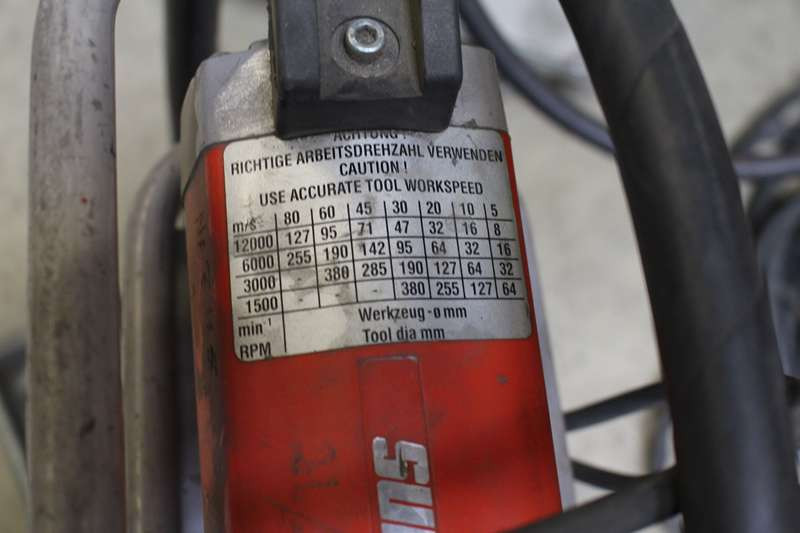 ACHTUNG !
RICHTIGE ARBEITSDREHZAHL VERWENDEN
CAUTION !
USE ACCURATE TOOL WORKSPEED
m/s 80 60 45 30 20 10 5
12000 127 95 71 47 32 16 8
6000 255 190 142 95 64 32 16
3000 - 380 285 190 127 64 32
1500 - - - 380 255 127 64
min⁻¹ Werkzeug-ø mm
RPM Tool dia mm